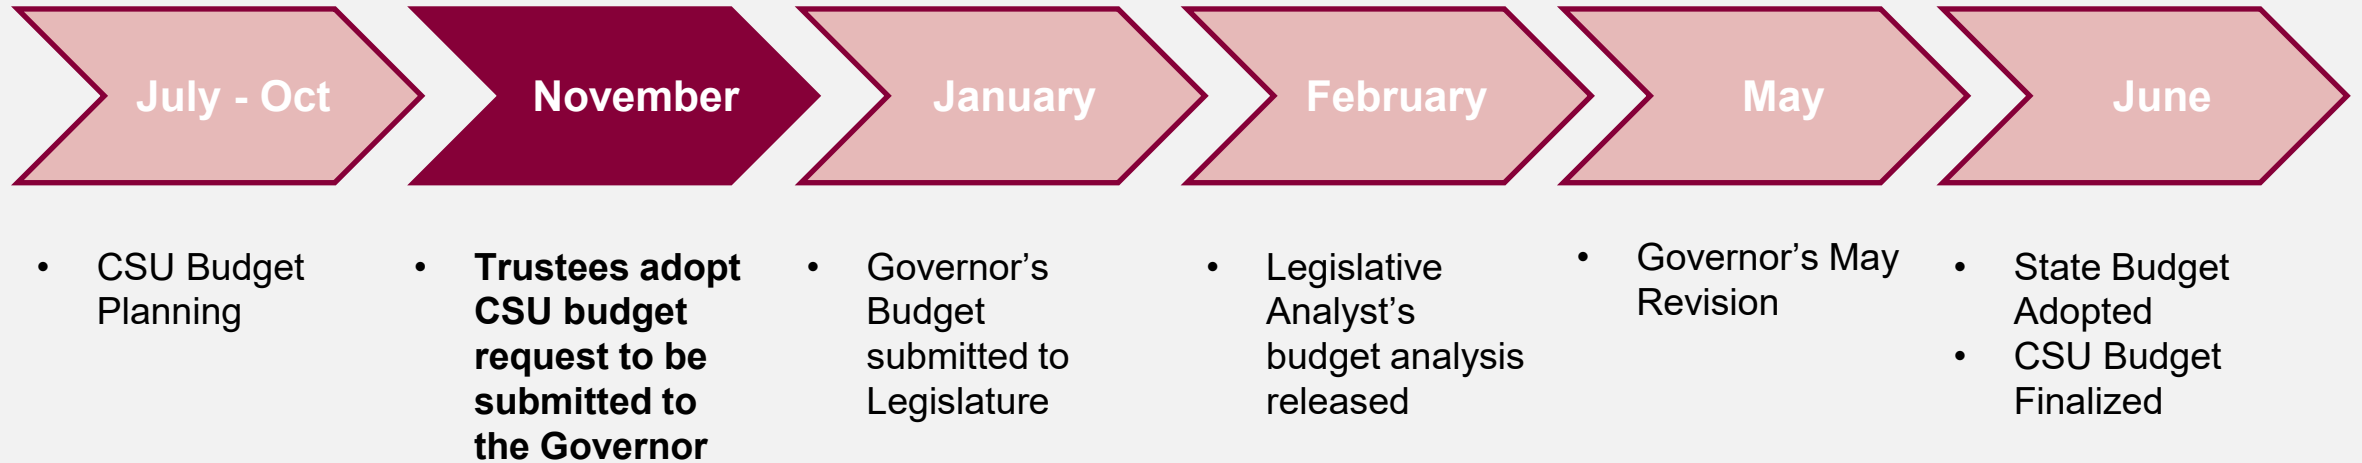 July - Oct
November
January
February
May
June
• CSU Budget
Planning
• Trustees adopt
CSU budget
request to be
submitted to
the Governor
• Governor’s
Budget
submitted to
Legislature
• Legislative
Analyst’s
budget analysis
released
• Governor’s May
Revision
• State Budget
Adopted
• CSU Budget
Finalized